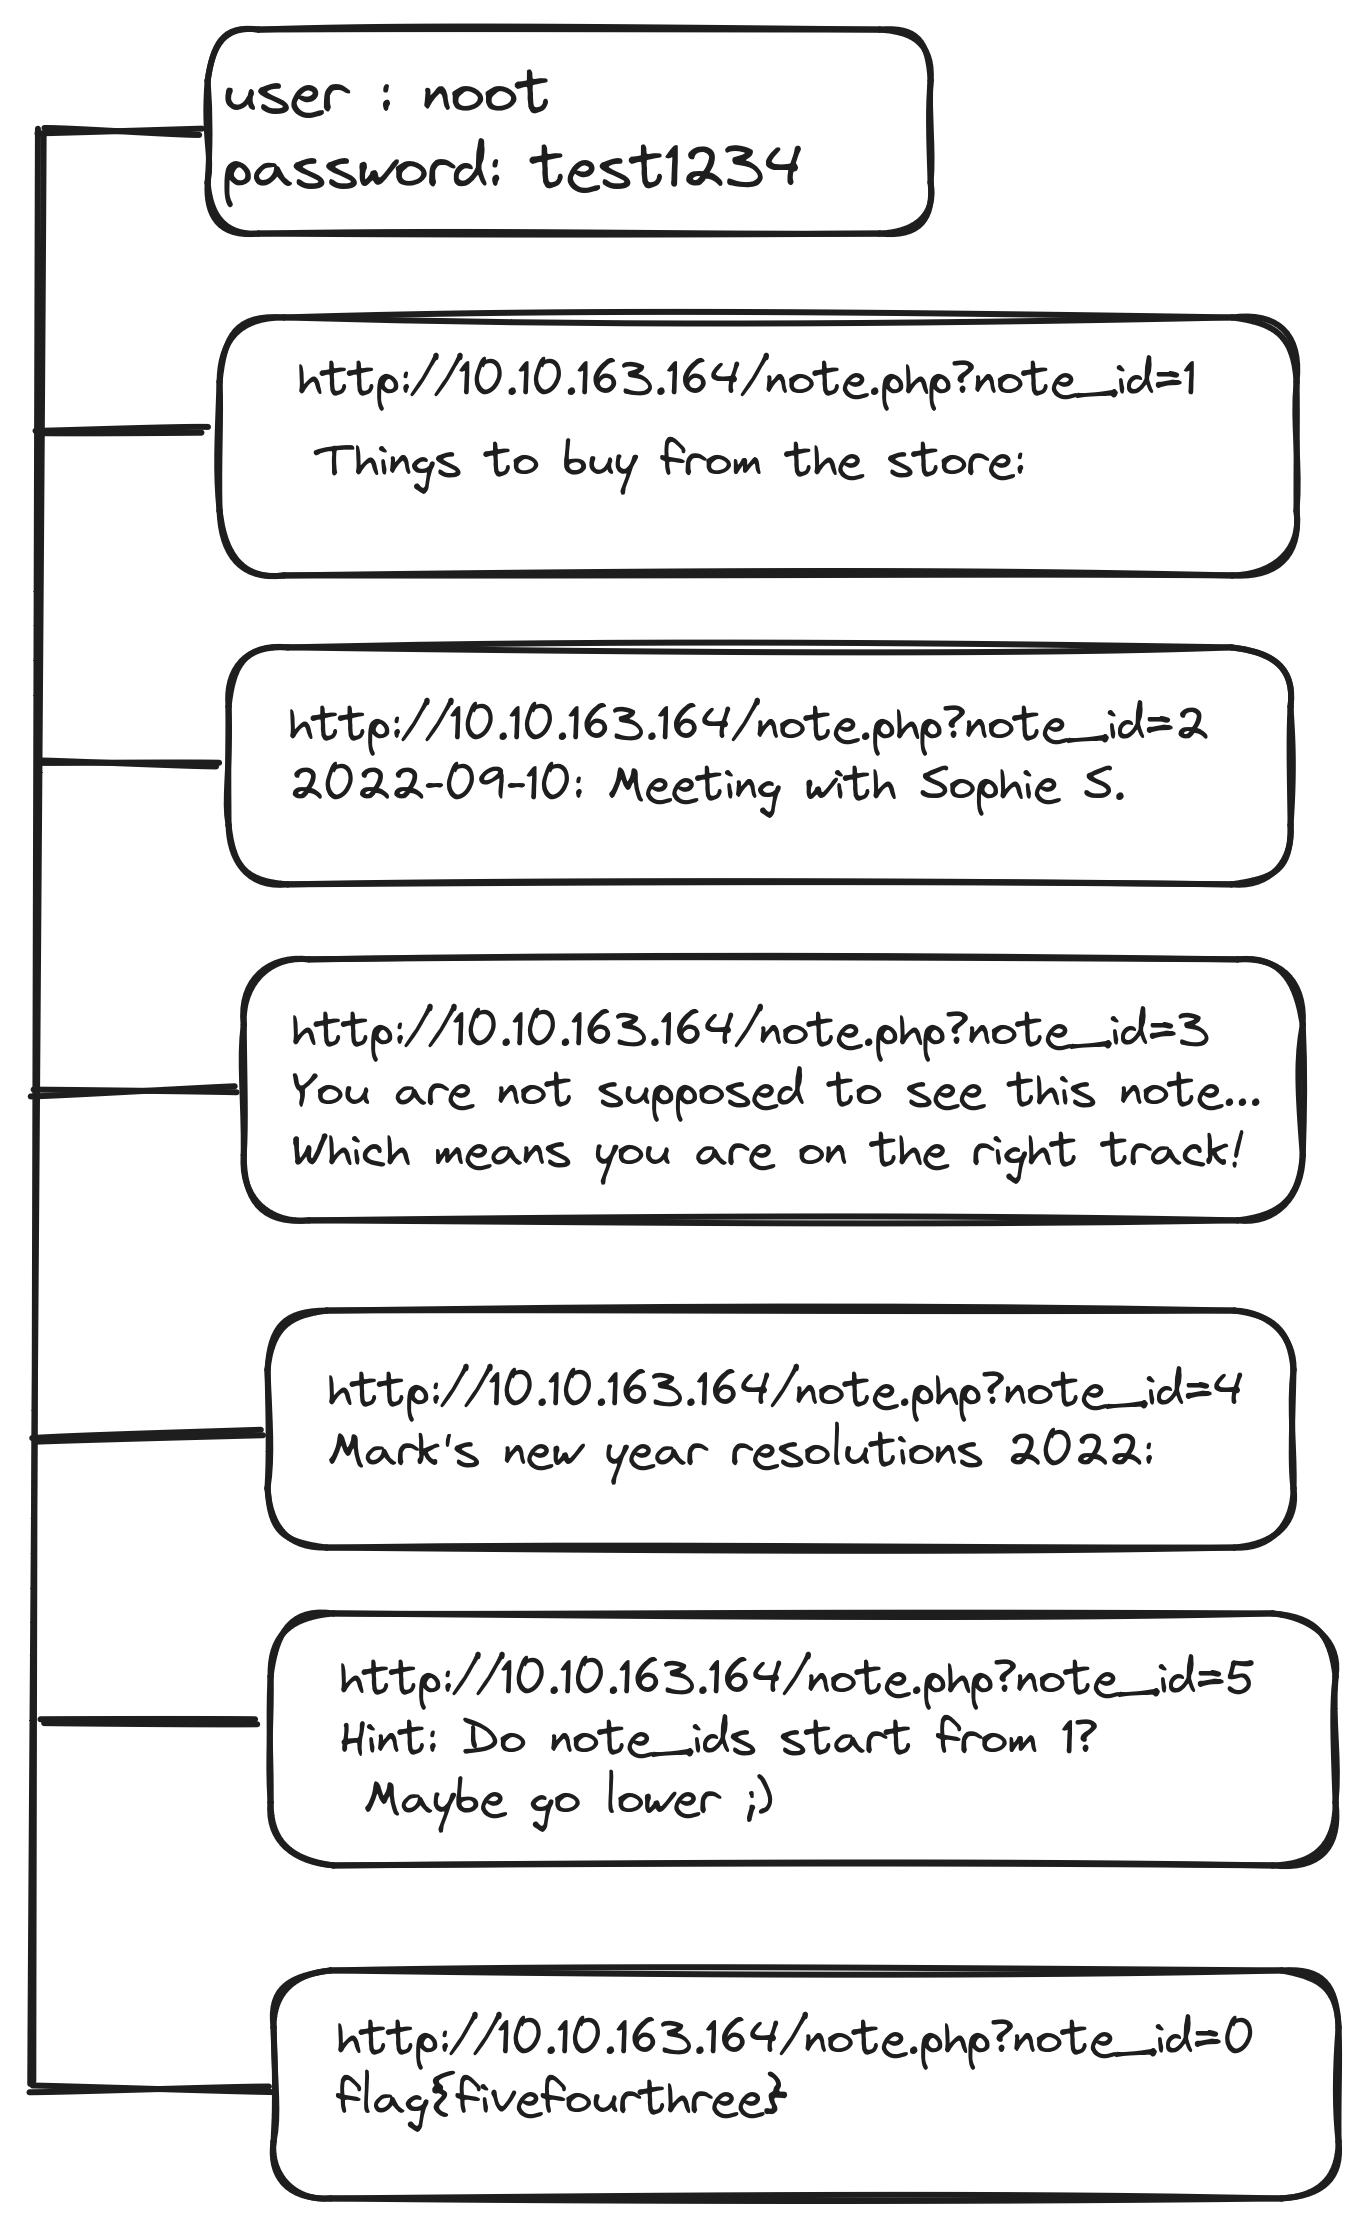 user : noot
password: test1234
http://10.10.163.164/note.php?note_id=1
Things to buy from the store:
http://10.10.163.164/note.php?note_id=2
2022-09-10: Meeting with Sophie S.
http://10.10.163.164/note.php?note_id=3
You are not supposed to see this note...
Which means you are on the right track!
http://10.10.163.164/note.php?note_id=4
Mark's new year resolutions 2022:
http://10.10.163.164/note.php?note_id=5
Hint: Do note_ids start from 1?
Maybe go lower ;)
http://10.10.163.164/note.php?note_id=0
flag{fivefourthree}